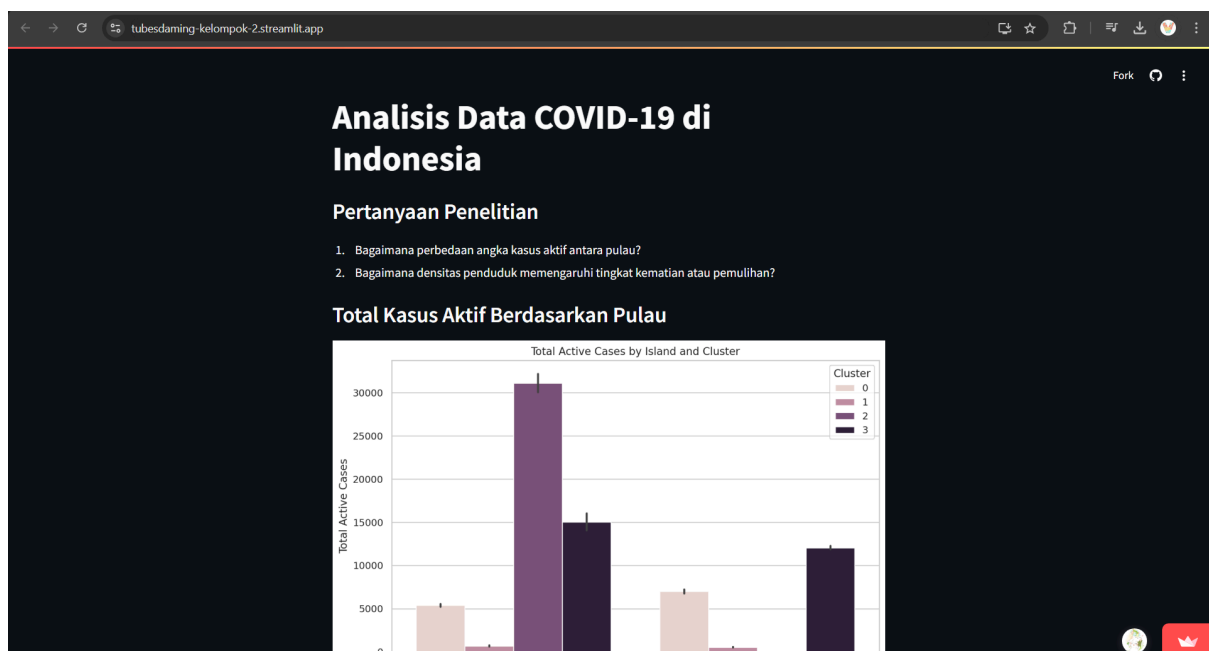 tubesdaming-kelompok-2.streamlit.app
Fork
Analisis Data COVID-19 di
Indonesia
Pertanyaan Penelitian
1. Bagaimana perbedaan angka kasus aktif antara pulau?
2. Bagaimana densitas penduduk memengaruhi tingkat kematian atau pemulihan?
Total Kasus Aktif Berdasarkan Pulau
Total Active Cases by Island and Cluster
Cluster
0
1
2
3
Total Active Cases
30000
25000
20000
15000
10000
5000
0